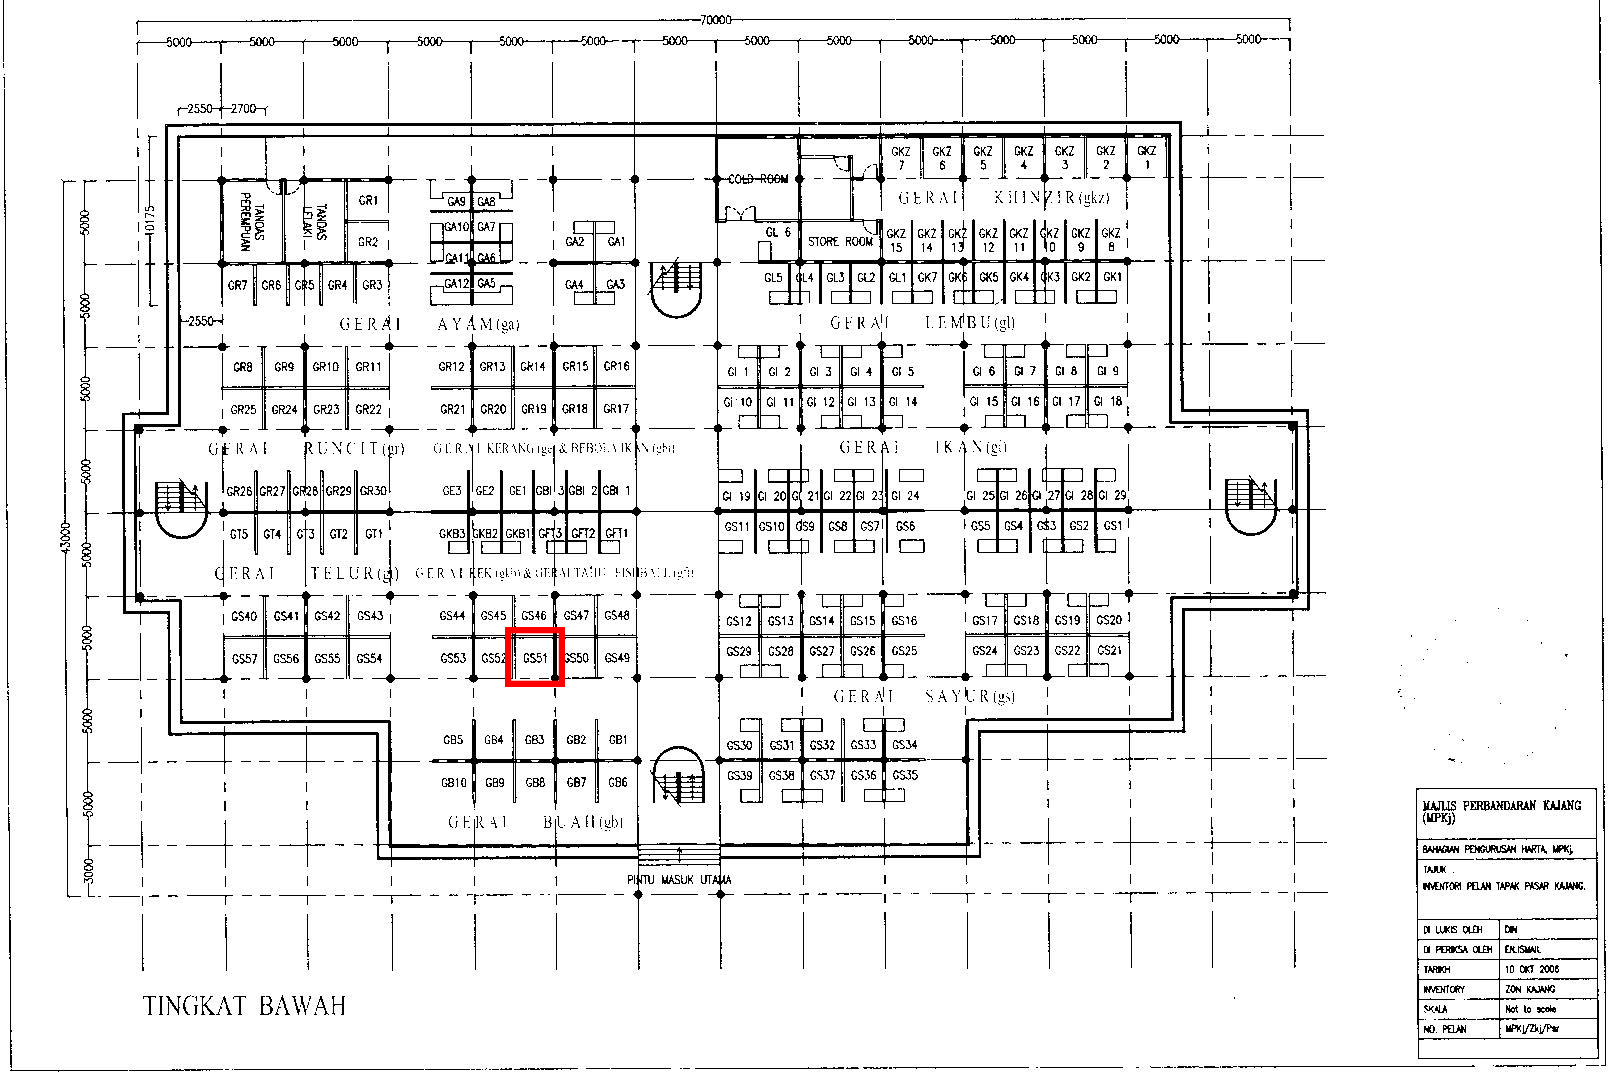 70000
5000 5000 5000 5000 5000 5000 5000 5000 5000 5000 5000 5000 5000 5000
2550 2700
GKZ 7 GKZ 6 GKZ 5 GKZ 4 GKZ 3 GKZ 2 GKZ 1
COLD ROOM
GERAI KHINZIR(gkz)
TANDAS PEREMPUAN
TANDAS LELAKI
GR1
GR2
GA9 GA8
GA10 GA7
GA11 GA6
GA12 GA5
GA2 GA1
GA4 GA3
GL 6
STORE ROOM
GKZ 15 GKZ 14 GKZ 13 GKZ 12 GKZ 11 GKZ 10 GKZ 9 GKZ 8
GR7 GR6 GR5 GR4 GR3
GL5 GL4 GL3 GL2 GL1 GK7 GK6 GK5 GK4 GK3 GK2 GK1
10175
2550
GERAI AYAM(ga)
GERAI LEMBU(gl)
GR8 GR9 GR10 GR11 GR12 GR13 GR14 GR15 GR16
GI 1 GI 2 GI 3 GI 4 GI 5 GI 6 GI 7 GI 8 GI 9
GR25 GR24 GR23 GR22 GR21 GR20 GR19 GR18 GR17
GI 10 GI 11 GI 12 GI 13 GI 14 GI 15 GI 16 GI 17 GI 18
GERAI RUNCIT(gr)
GERAI KERANG(ge) & BEBOLA IKAN(gbi)
GERAI IKAN(gi)
GR26 GR27 GR28 GR29 GR30 GE3 GE2 GE1 GBI 3 GBI 2 GBI 1
GI 19 GI 20 GI 21 GI 22 GI 23 GI 24 GI 25 GI 26 GI 27 GI 28 GI 29
GT5 GT4 GT3 GT2 GT1 GKB3 GKB2 GKB1 GFT3 GFT2 GFT1
GS11 GS10 GS9 GS8 GS7 GS6 GS5 GS4 GS3 GS2 GS1
GERAI TELUR(gt)
GERAI
GS40 GS41 GS42 GS43 GS44 GS45 GS46 GS47 GS48
GS12 GS13 GS14 GS15 GS16 GS17 GS18 GS19 GS20
GS57 GS56 GS55 GS54 GS53 GS52 GS51 GS50 GS49
GS29 GS28 GS27 GS26 GS25 GS24 GS23 GS22 GS21
GERAI SAYUR(gs)
GB5 GB4 GB3 GB2 GB1
GS30 GS31 GS32 GS33 GS34
GB10 GB9 GB8 GB7 GB6
GS39 GS38 GS37 GS36 GS35
GERAI BUAH(gb)
PINTU MASUK UTAMA
43000
5000
5000
5000
5000
5000
5000
5000
5000
3000
TINGKAT BAWAH
MAJLIS PERBANDARAN KAJANG
(MPKj)
BAHAGIAN PENGURUSAN HARTA, MPKj.
TAJUK
INVENTORI PELAN TAPAK PASAR KAJANG.
DI LUKIS OLEH DIN
DI PERIKSA OLEH EN.ISMAIL
TARIKH 10 OKT 2006
INVENTORY ZON KAJANG
SKALA Not to scale
NO. PELAN MPKj/Zkj/Psr